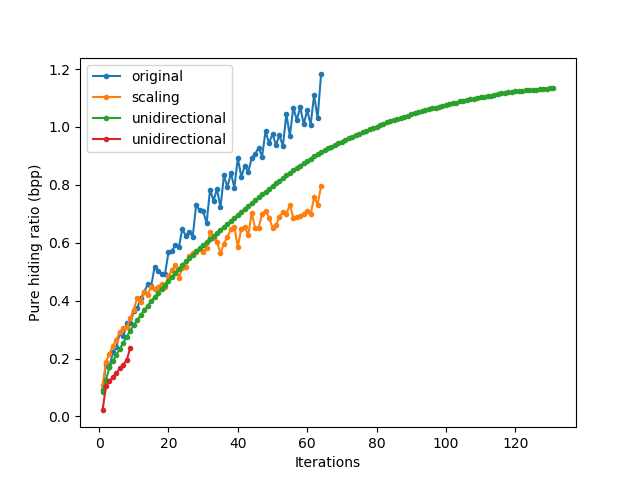 original
scaling
unidirectional
unidirectional
1.2
1.0
0.8
0.6
0.4
0.2
0.0
Pure hiding ratio (bpp)
0 20 40 60 80 100 120
Iterations